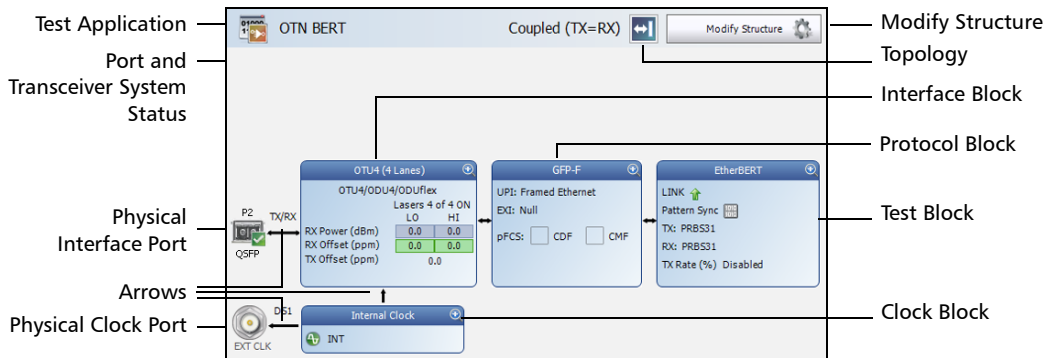 Test Application
Port and
Transceiver System
Status
Physical
Interface Port
Arrows
Physical Clock Port
OTN BERT
Coupled (TX=RX)
Modify Structure
P2
TX/RX
QSFP
DS1
EXT CLK
OTU4 (4 Lanes)
OTU4/ODU4/ODUflex
Lasers 4 of 4 ON
LO HI
RX Power (dBm) 0.0 0.0
RX Offset (ppm) 0.0 0.0
TX Offset (ppm) 0.0
Internal Clock
INT
GFP-F
UPI: Framed Ethernet
EXI: Null
pFCS: CDF CMF
EtherBERT
LINK
Pattern Sync
TX: PRBS31
RX: PRBS31
TX Rate (%) Disabled
Modify Structure
Topology
Interface Block
Protocol Block
Test Block
Clock Block